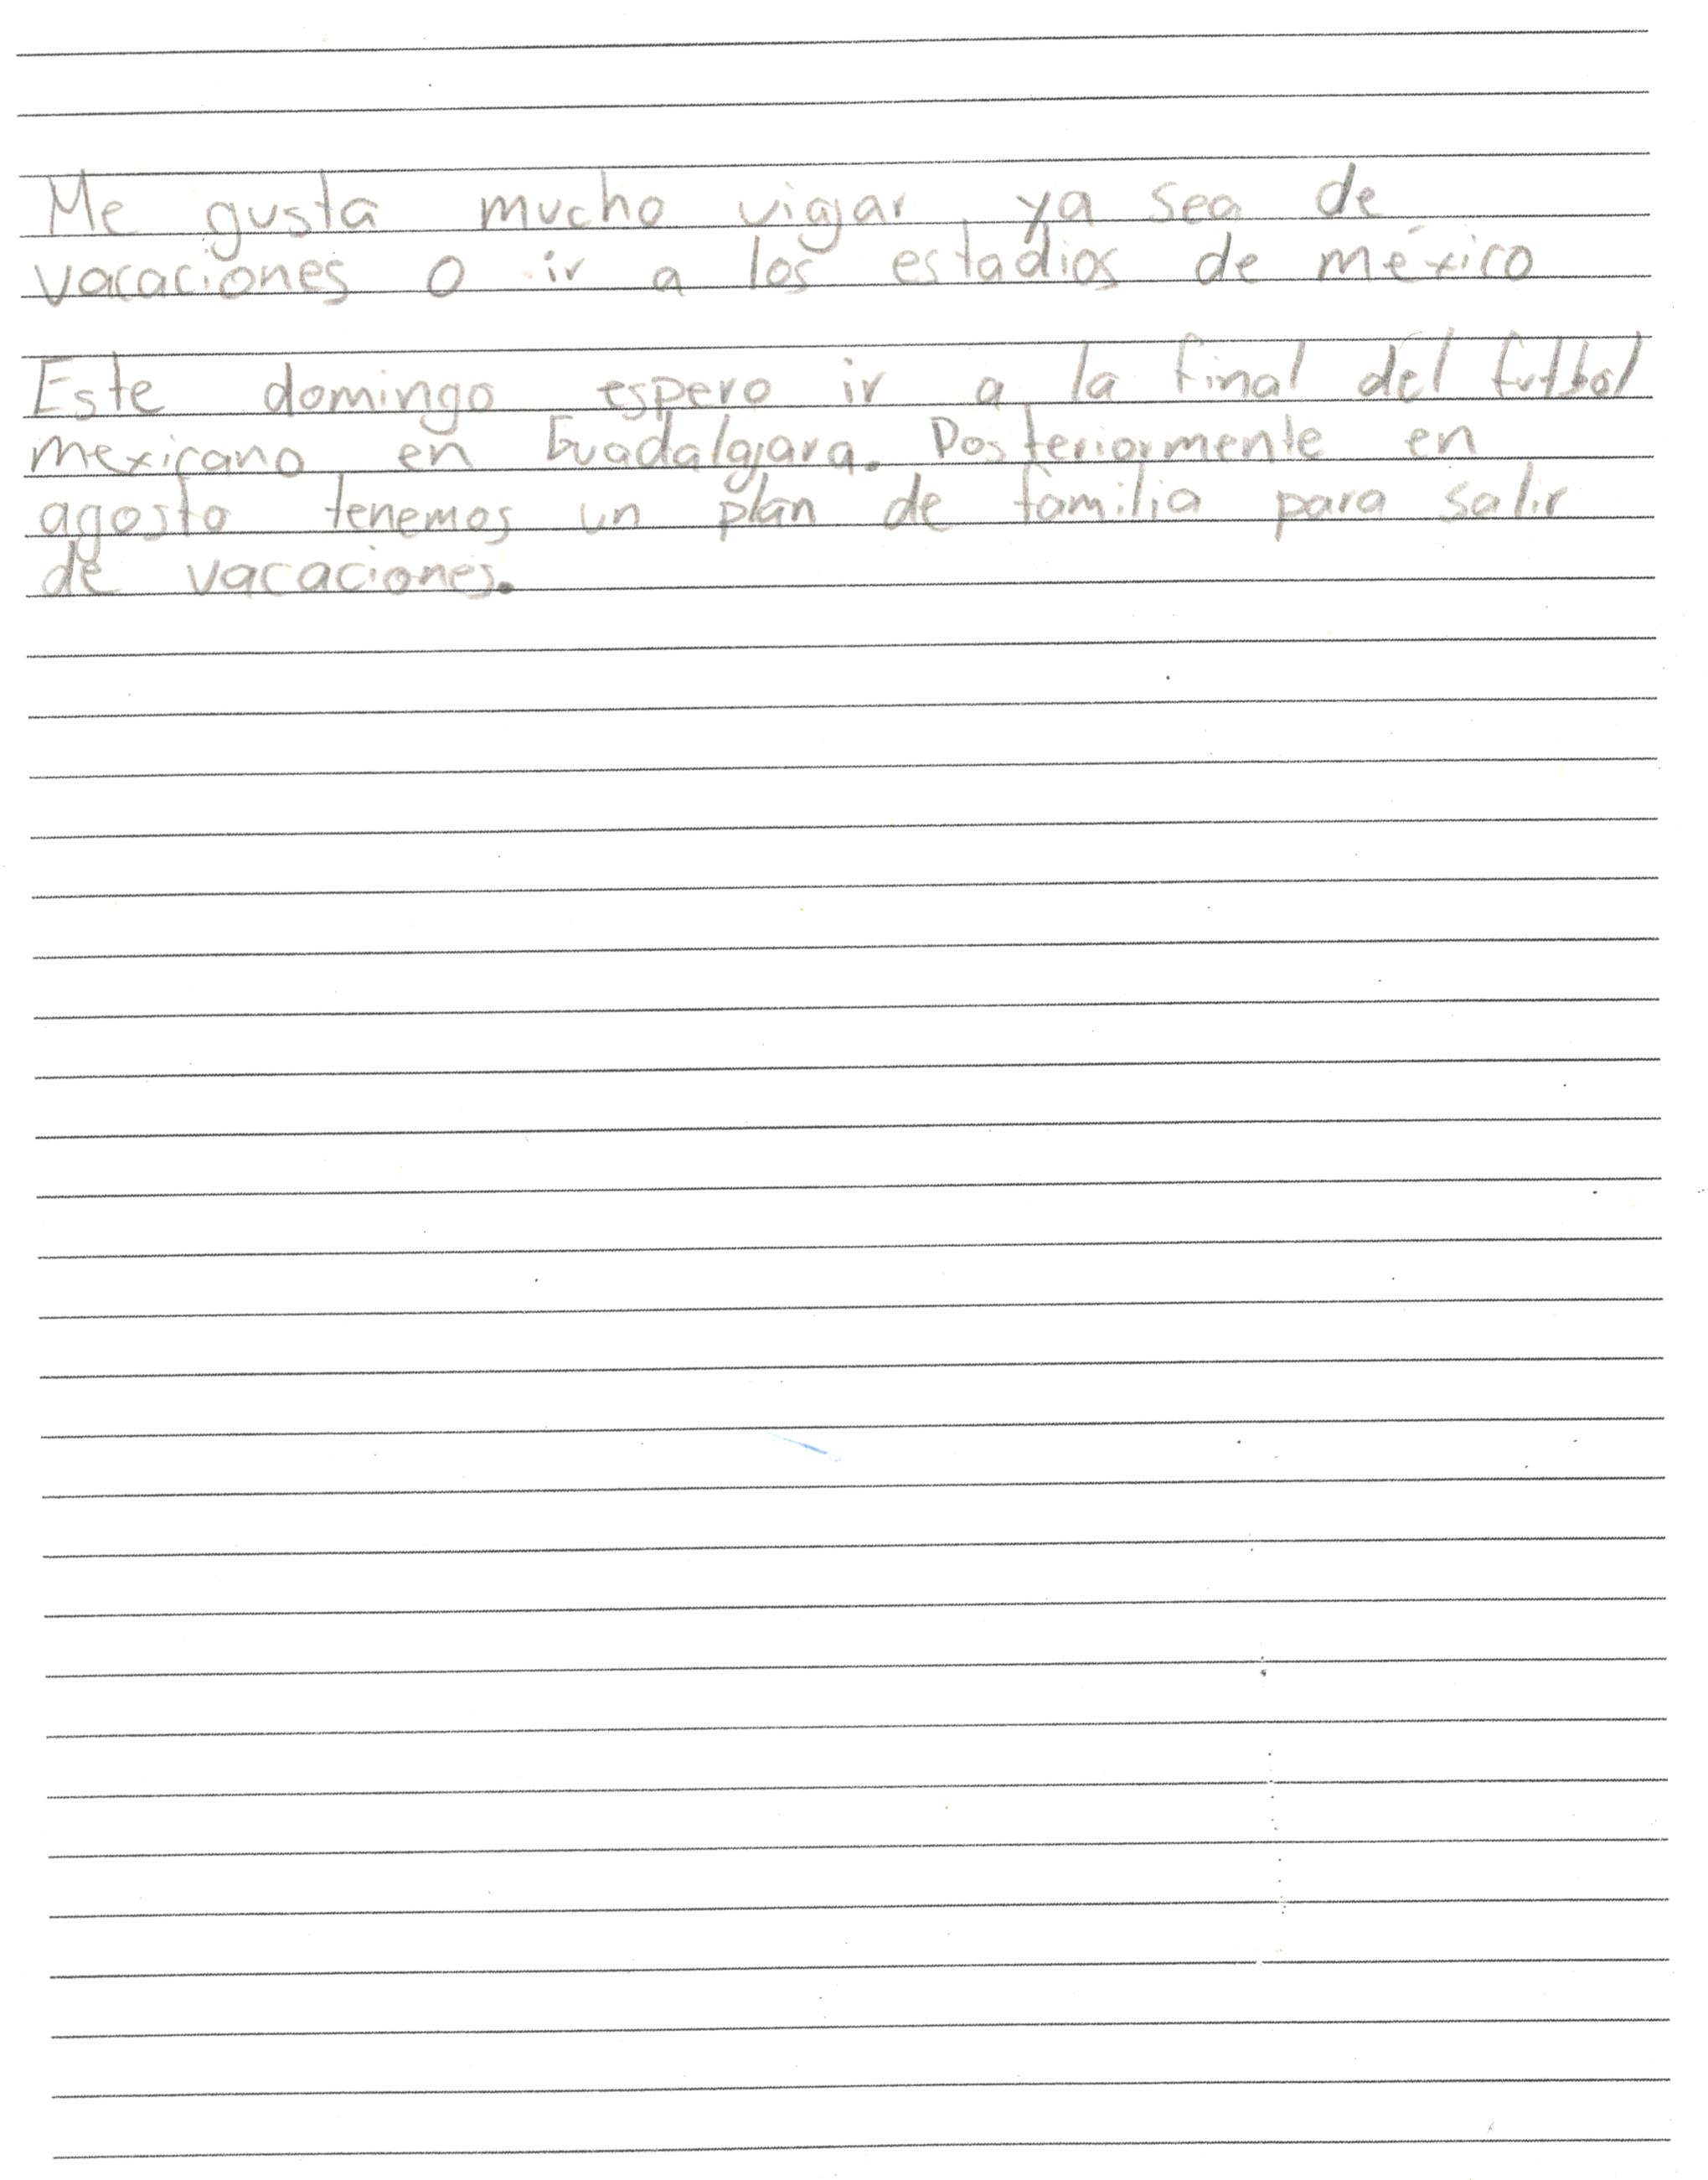 Me gusta mucho viajar, ya sea de
vacaciones o ir a los estadios de méxico
Este domingo espero ir a la final del futbol
mexicano en Guadalajara. Posteriormente en
agosto tenemos un plan de familia para salir
de vacaciones.